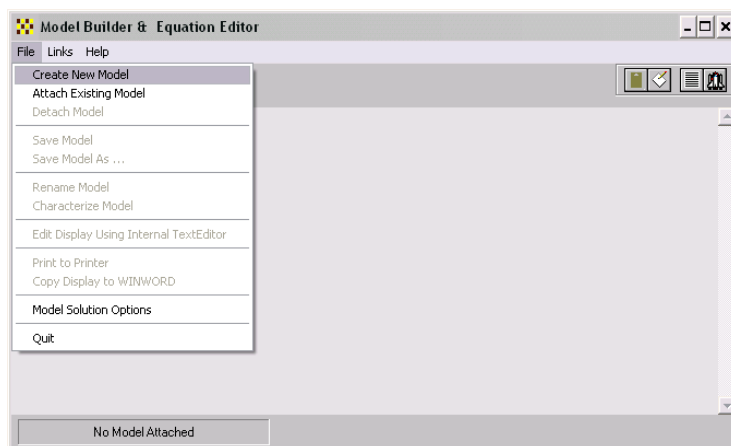 Model Builder & Equation Editor
File Links Help
Create New Model
Attach Existing Model
Detach Model
Save Model
Save Model As ...
Rename Model
Characterize Model
Edit Display Using Internal TextEditor
Print to Printer
Copy Display to WINWORD
Model Solution Options
Quit
No Model Attached